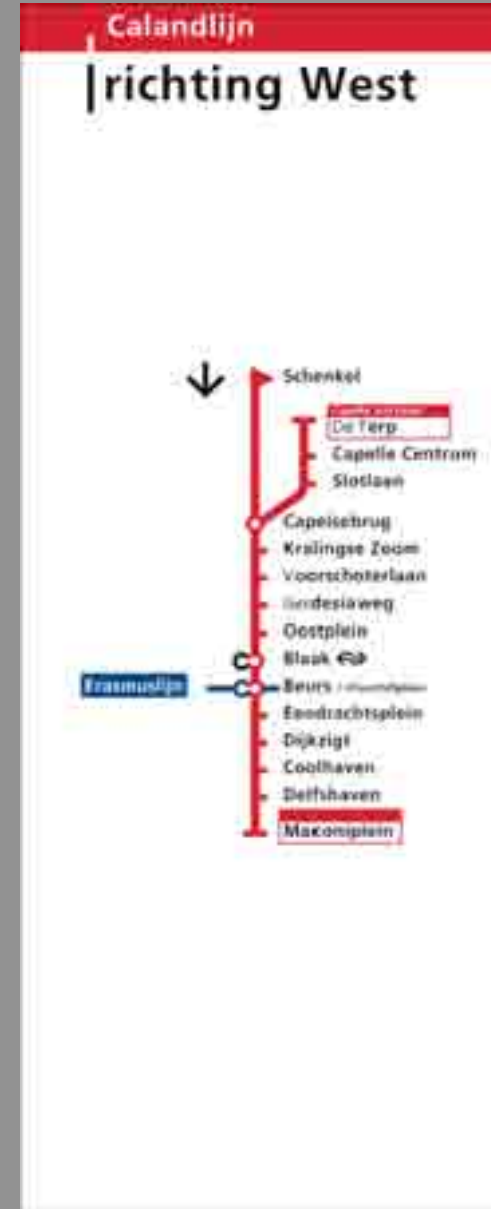 Calandlijn
richting West
Schenkel
De Terp
Capelle Centrum
Slotlaan
Capelsebrug
Kralingse Zoom
Voorschoterlaan
Oostplein
Blaak
Erasmuslijn
Beurs
Eendrachtsplein
Dijkzigt
Coolhaven
Delfshaven
Marconiplein